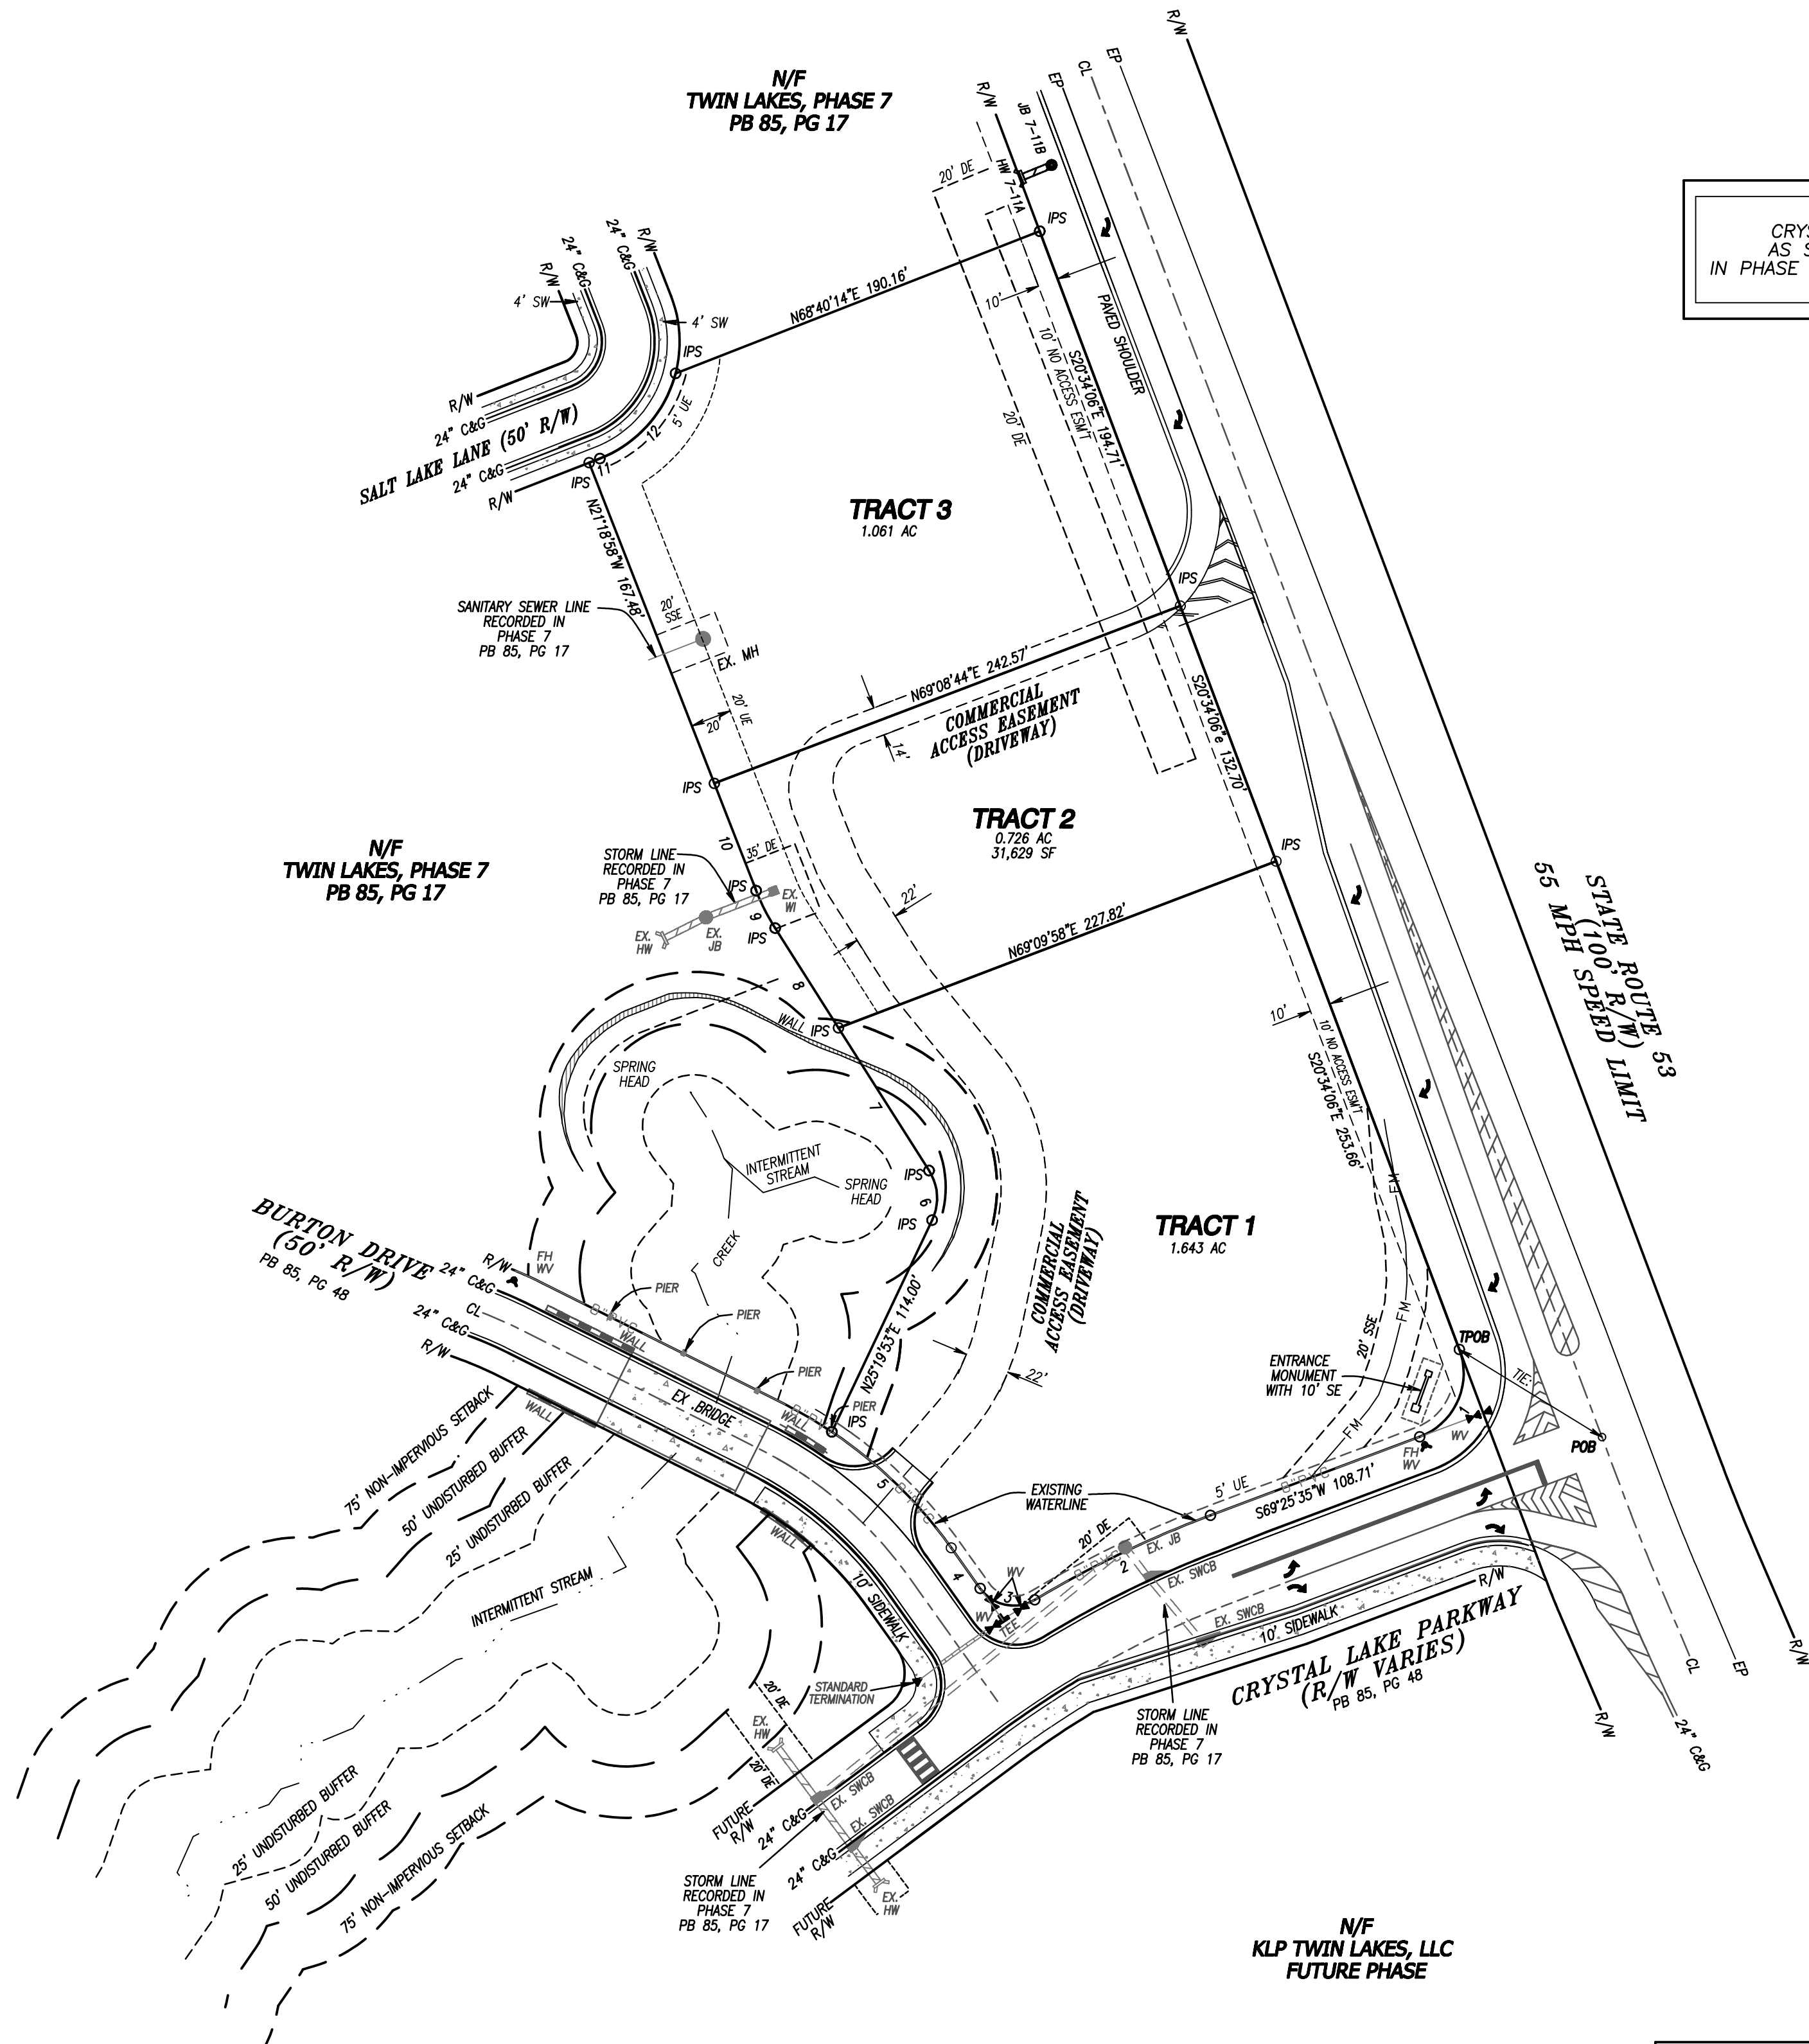 N/F
TWIN LAKES, PHASE 7
PB 85, PG 17
R/W
EP
CL
EP
R/W
JB 7-11B
HW 7-11A
20' DE
IPS
CRYS
AS S
IN PHASE
24" C&G
R/W
24" C&G
R/W
4' SW
4' SW
IPS
N68°40'14"E 190.16'
10'
10' NO ACCESS ESM'T
S20°34'06"E 194.71'
PAVED SHOULDER
20' DE
R/W
24" C&G
SALT LAKE LANE (50' R/W)
24" C&G
R/W
IPS
11
12
5' UE
TRACT 3
1.061 AC
N21°18'58"W 167.48'
SANITARY SEWER LINE
RECORDED IN
PHASE 7
PB 85, PG 17
20'
SSE
EX. MH
20' UE
20'
IPS
N69°08'44"E 242.57'
COMMERCIAL
ACCESS EASEMENT
(DRIVEWAY)
14'
S20°34'06"e 132.70'
IPS
10
TRACT 2
0.726 AC
31,629 SF
IPS
N/F
TWIN LAKES, PHASE 7
PB 85, PG 17
STORM LINE
RECORDED IN
PHASE 7
PB 85, PG 17
35' DE
IPS
EX.
WI
9
IPS
EX.
HW
EX.
JB
22'
N69°09'58"E 227.82'
8
WALL
IPS
STATE ROUTE 53
(100' R/W)
55 MPH SPEED LIMIT
10'
10' NO ACCESS ESM'T
S20°34'06"E 253.66'
SPRING
HEAD
7
INTERMITTENT
STREAM
SPRING
HEAD
IPS
6
IPS
CREEK
FM
TRACT 1
1.643 AC
COMMERCIAL
ACCESS EASEMENT
(DRIVEWAY)
22'
BURTON DRIVE
(50' R/W)
PB 85, PG 48
R/W
FH
WV
24" C&G
CL
24" C&G
R/W
8" PVC
WALL
PIER
PIER
PIER
PIER
N25°19'53"E 114.00'
IPS
8" PVC
WALL
EX. BRIDGE
WALL
75' NON-IMPERVIOUS SETBACK
50' UNDISTURBED BUFFER
25' UNDISTURBED BUFFER
FM
20' SSE
ENTRANCE
MONUMENT
WITH 10' SE
FM
TPOB
TIE:
POB
1
WV
FH
WV
5
8" PVC
EXISTING
WATERLINE
5' UE
8" PVC
S69°25'35"W 108.71'
20' DE
EX. JB
2
8" PVC
EX. SWCB
WV
4
3
WV
TEE
WALL
10' SIDEWALK
INTERMITTENT STREAM
EX. SWCB
10' SIDEWALK
R/W
CRYSTAL LAKE PARKWAY
(R/W VARIES)
PB 85, PG 48
CL
EP
R/W
R/W
24" C&G
STANDARD
TERMINATION
20' DE
EX.
HW
20' DE
STORM LINE
RECORDED IN
PHASE 7
PB 85, PG 17
EX. SWCB
EX. SWCB
FUTURE
R/W
24" C&G
24" C&G
25' UNDISTURBED BUFFER
50' UNDISTURBED BUFFER
75' NON-IMPERVIOUS SETBACK
STORM LINE
RECORDED IN
PHASE 7
PB 85, PG 17
FUTURE
R/W
EX.
HW
N/F
KLP TWIN LAKES, LLC
FUTURE PHASE